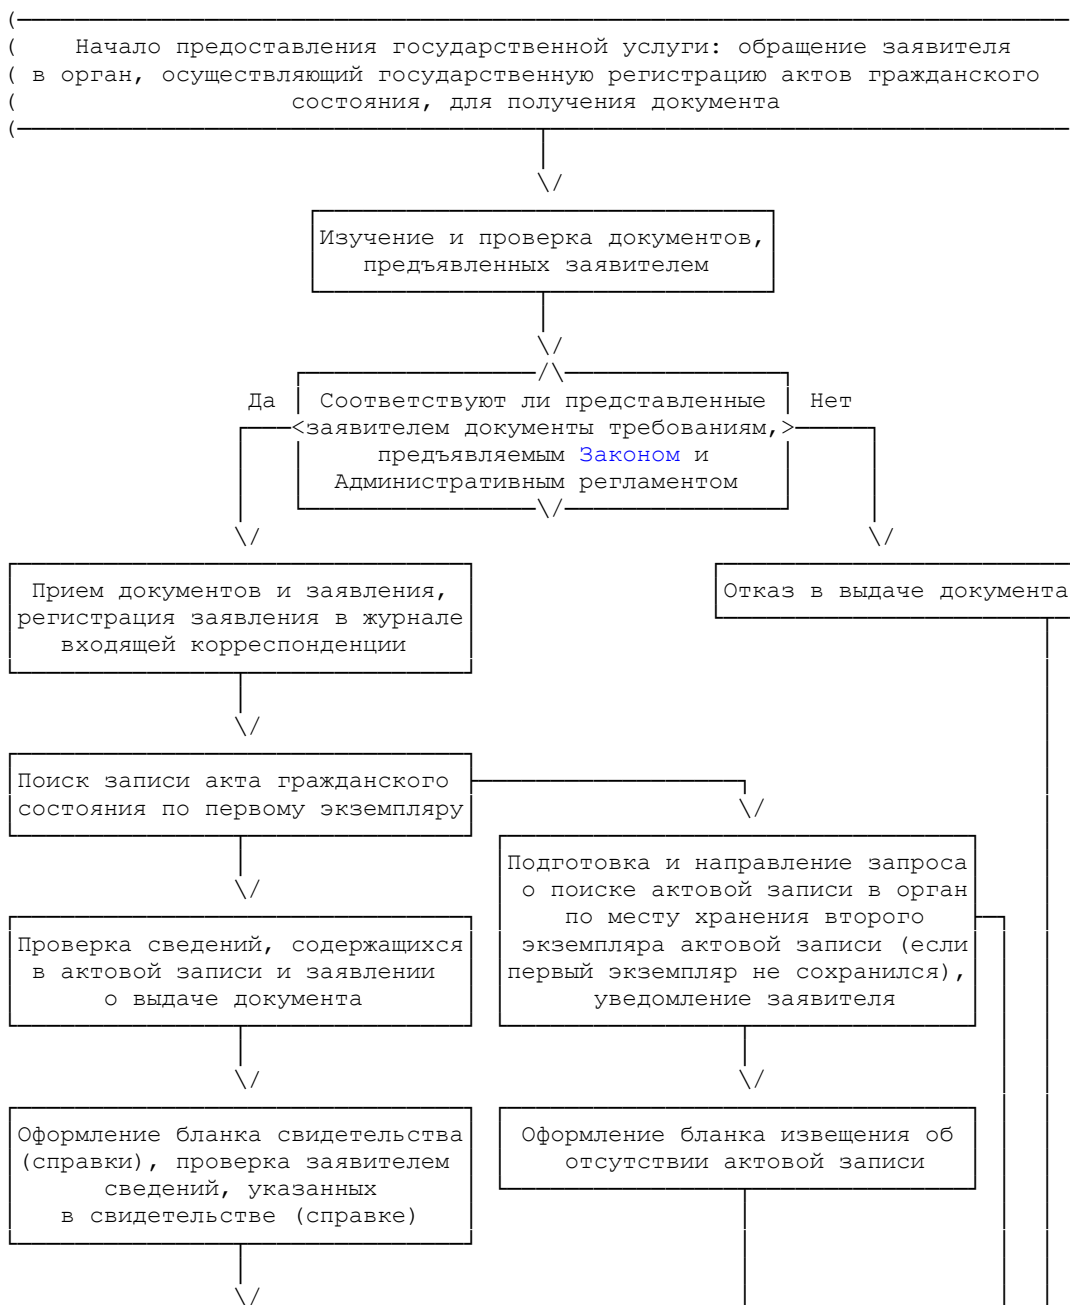 Начало предоставления государственной услуги: обращение заявителя
в орган, осуществляющий государственную регистрацию актов гражданского
состояния, для получения документа
Изучение и проверка документов,
предъявленных заявителем
Да
Соответствуют ли представленные
заявителем документы требованиям,
предъявляемым Законом и
Административным регламентом
Нет
Прием документов и заявления,
регистрация заявления в журнале
входящей корреспонденции
Отказ в выдаче документа
Поиск записи акта гражданского
состояния по первому экземпляру
Подготовка и направление запроса
о поиске актовой записи в орган
по месту хранения второго
экземпляра актовой записи (если
первый экземпляр не сохранился),
уведомление заявителя
Проверка сведений, содержащихся
в актовой записи и заявлении
о выдаче документа
Оформление бланка свидетельства
(справки), проверка заявителем
сведений, указанных
в свидетельстве (справке)
Оформление бланка извещения об
отсутствии актовой записи